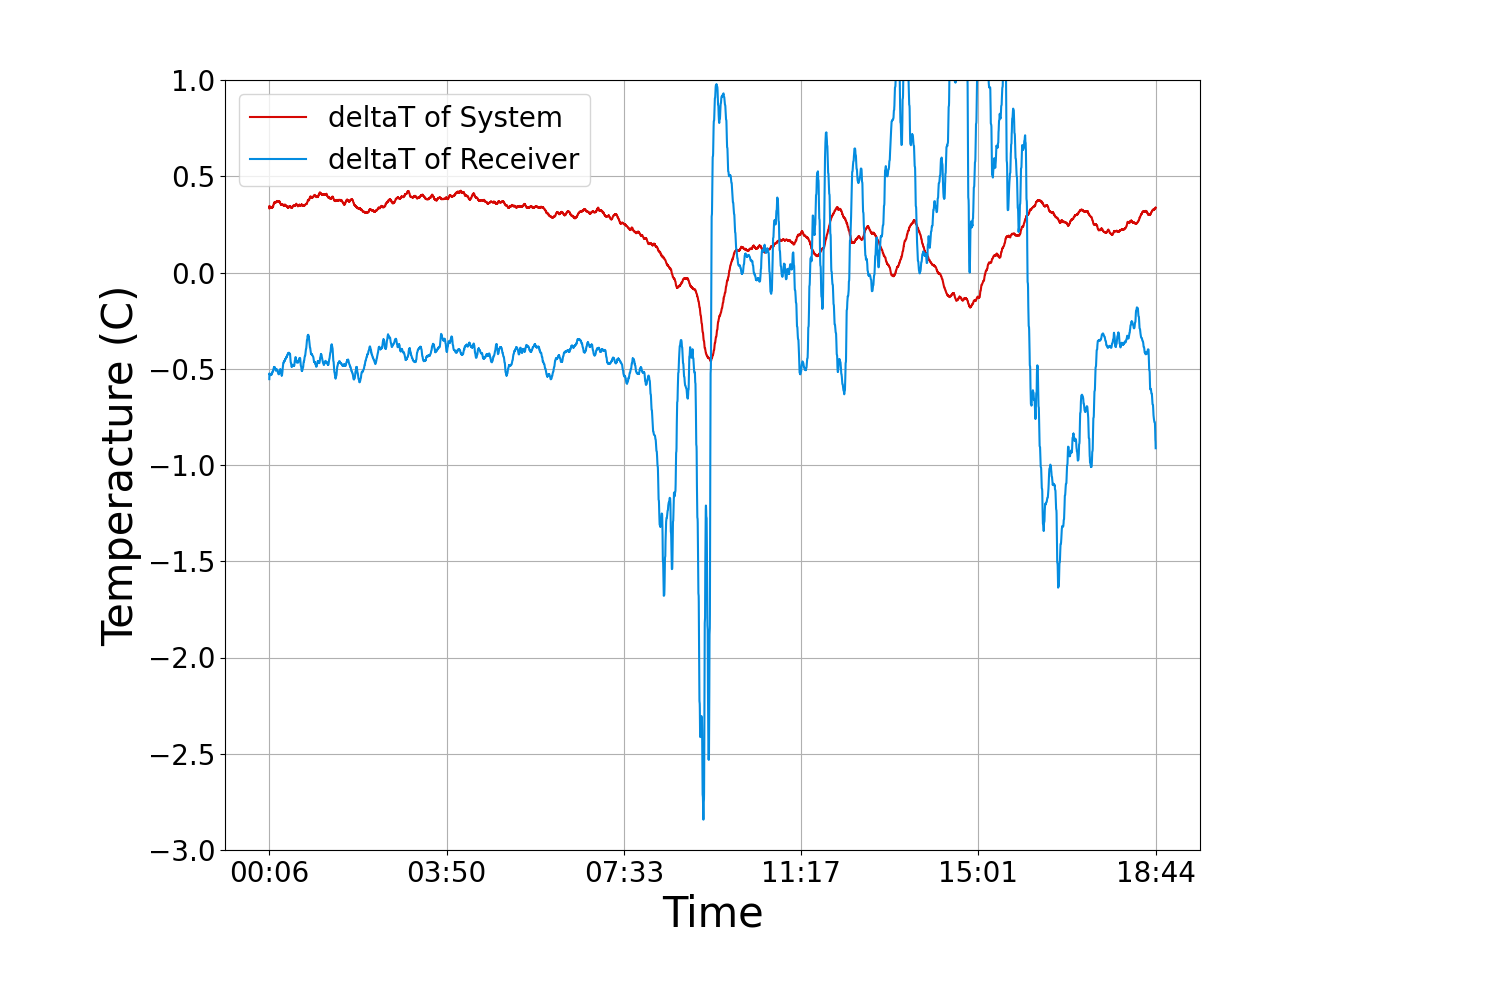 1.0
0.5
0.0
−0.5
−1.0
−1.5
−2.0
−2.5
−3.0
Temperacture (C)
deltaT of System
deltaT of Receiver
00:06 03:50 07:33 11:17 15:01 18:44
Time